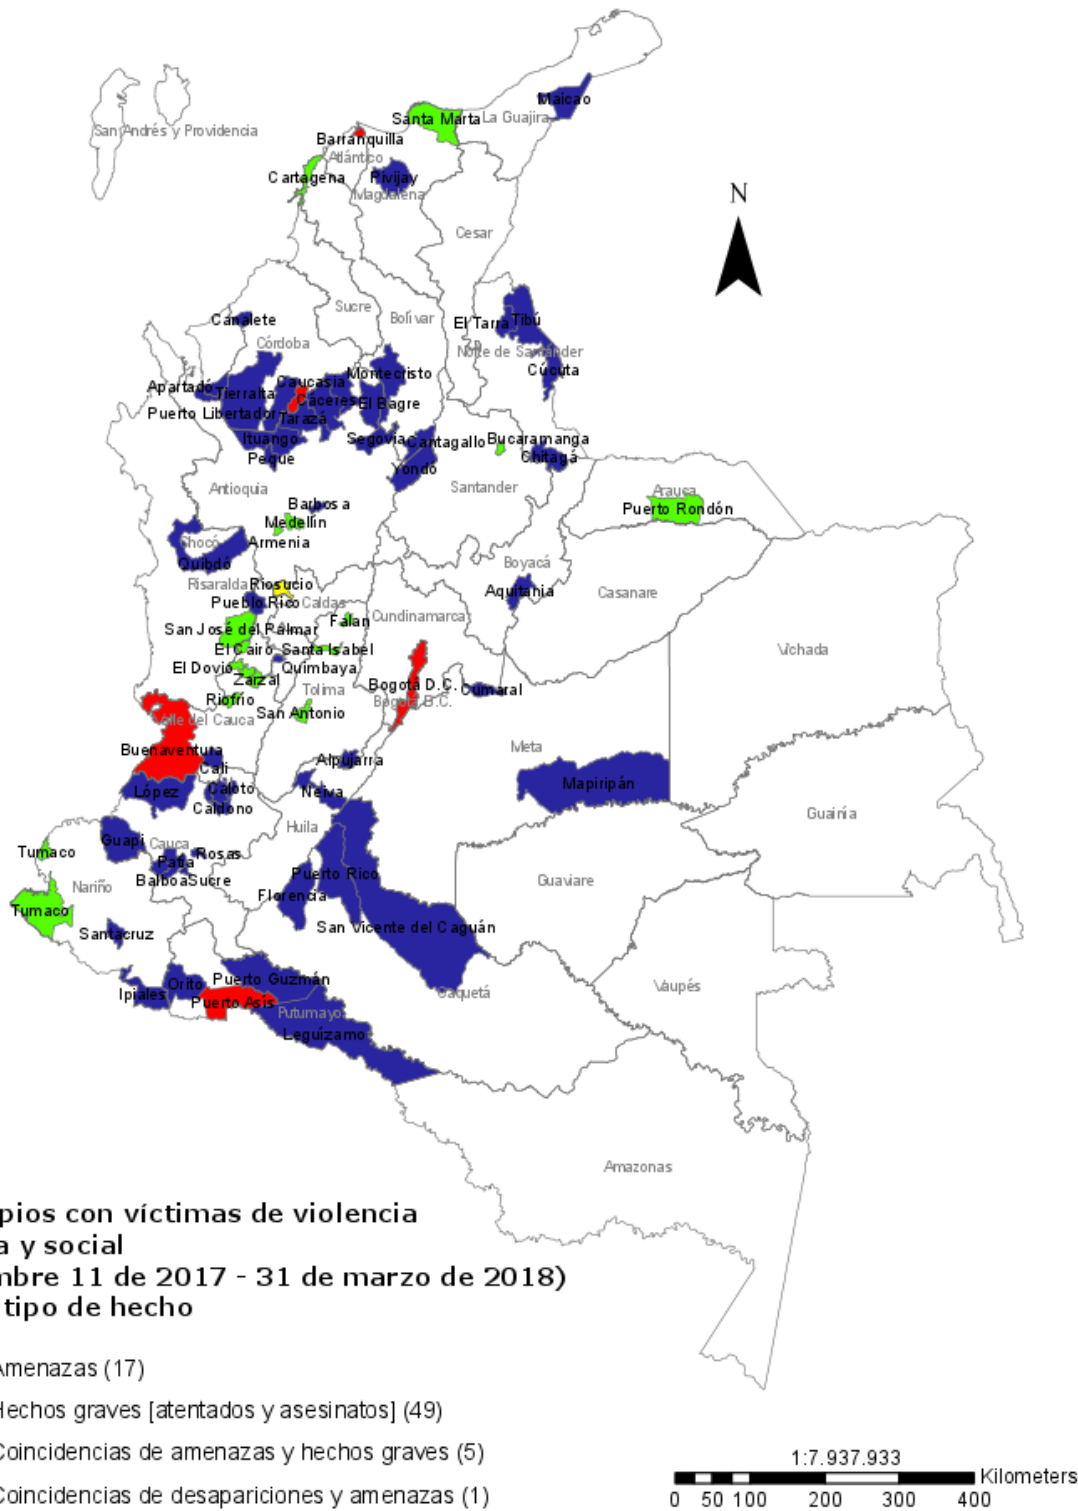 Maicao
Santa Marta
La Guajira
San Andrés y Providencia
Barranquilla
Atlántico
Cartagena
Pivijay
Magdalena
N
Cesar
Sucre
Bolívar
Canalete
El Tarra
Tibú
Córdoba
Norte de Santander
Cúcuta
Montecristo
Caucasia
Apartadó
Tierralta
Cáceres
El Bagre
Puerto Libertador
Tarazá
Ituango
Segovia
Cantagallo
Bucaramanga
Peque
Yondó
Chitagá
Antioquia
Santander
Arauca
Barbosa
Puerto Rondón
Medellín
Chocó
Armenia
Quibdó
Boyacá
Risaralda
Riosucio
Aquitania
Casanare
Pueblo Rico
Caldas
Cundinamarca
San José del Palmar
Falan
El Cairo
Santa Isabel
Vichada
El Dovio
Quimbaya
Zarzal
Bogotá D.C.
Cumaral
Tolima
Riofrío
Bogotá D.C.
San Antonio
Valle del Cauca
Buenaventura
Meta
Alpujarra
Cali
Mapiripán
López
Caloto
Neiva
Caldono
Guainía
Huila
Guapi
Cauca
Tumaco
Rosas
Patía
Puerto Rico
Balboa
Sucre
Guaviare
Nariño
Florencia
Tumaco
San Vicente del Caguán
Santacruz
Puerto Guzmán
Orito
Vaupés
Ipiales
Caquetá
Puerto Asís
Putumayo
Leguízamo
Amazonas
pios con víctimas de violencia
a y social
mbre 11 de 2017 - 31 de marzo de 2018)
tipo de hecho
Amenazas (17)
Hechos graves [atentados y asesinatos] (49)
Coincidencias de amenazas y hechos graves (5)
Coincidencias de desapariciones y amenazas (1)
1:7.937.933
Kilometers
0 50 100 200 300 400